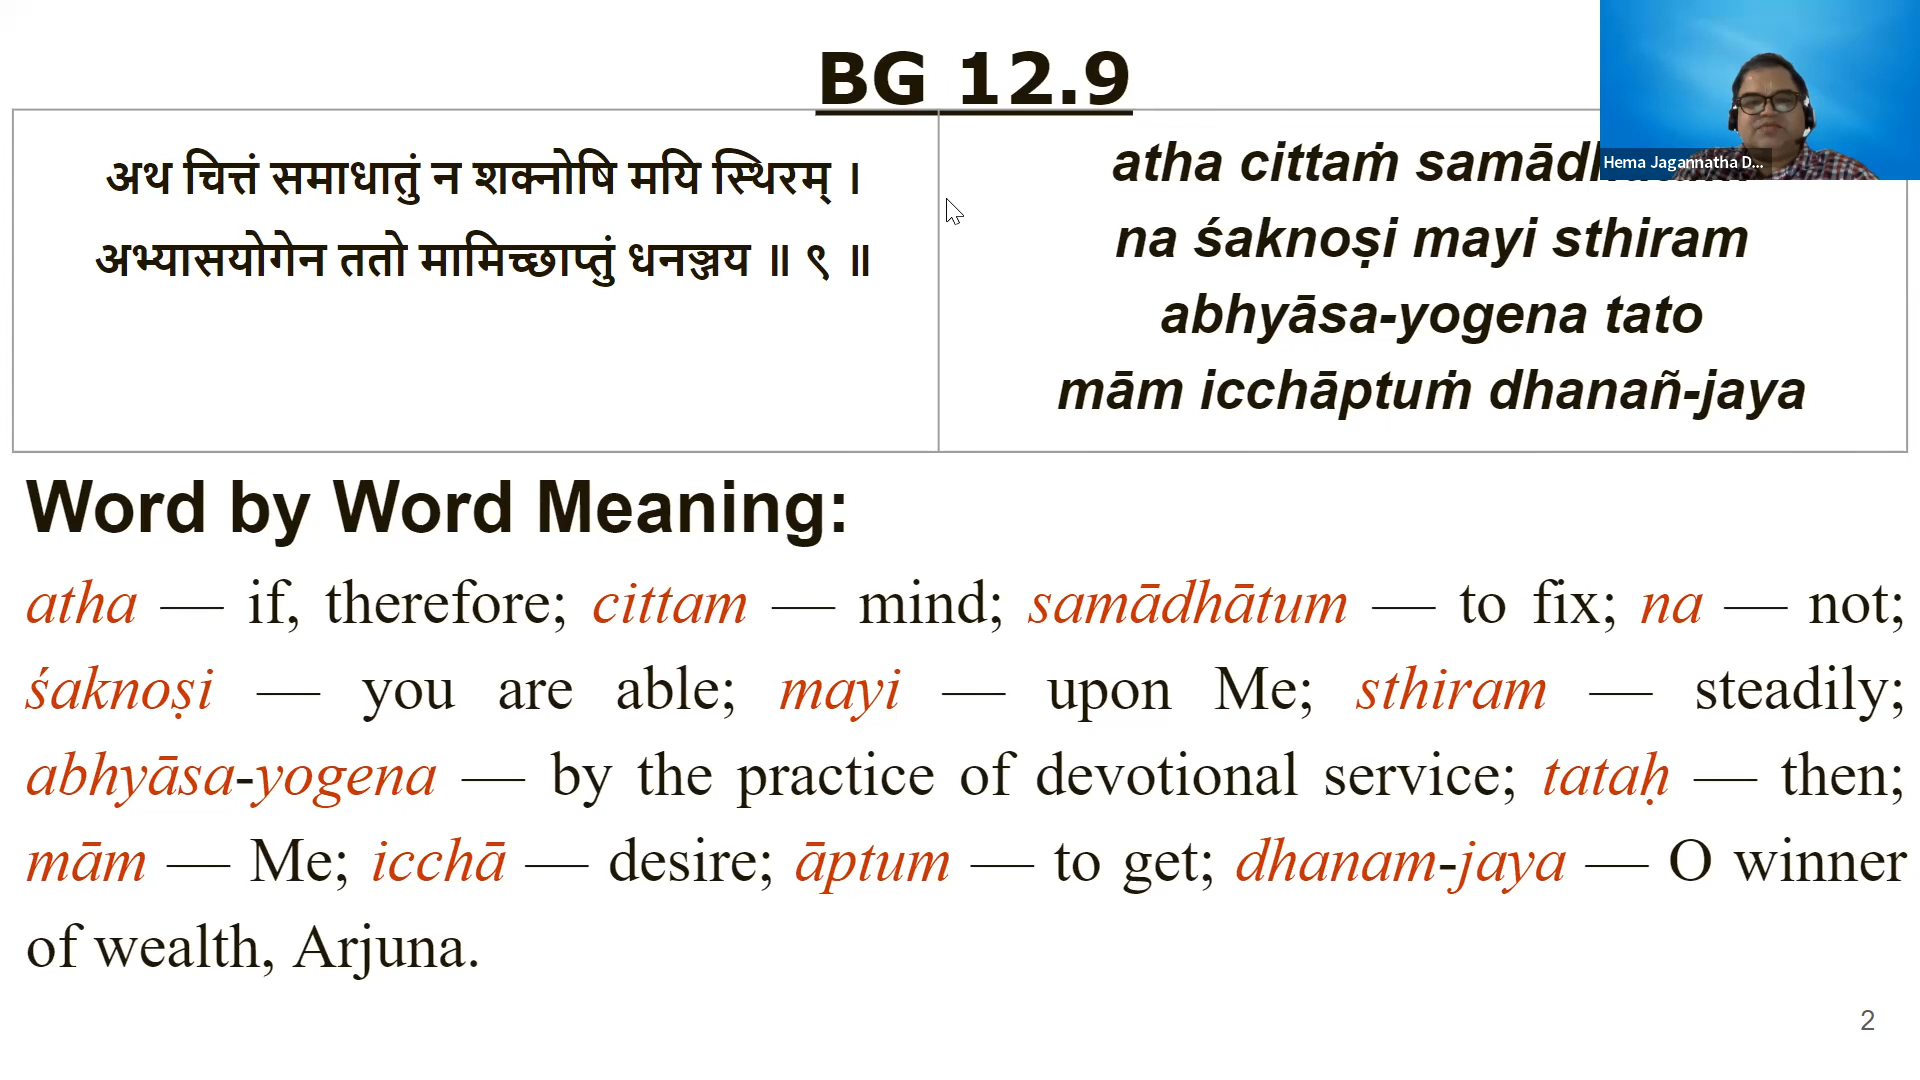 BG 12.9
अथ चित्तं समाधातुं न शक्नोषि मयि स्थिरम् ।
अभ्यासयोगेन ततो मामिच्छाप्तुं धनञ्जय ॥ ९ ॥
atha cittaṁ
na śaknoṣi mayi sthiram
abhyāsa-yogena tato
mām icchāptuṁ dhanañ-jaya
Hema Jagannatha D...
Word by Word Meaning:
atha — if, therefore; cittam — mind; samādhātum — to fix; na — not;
śaknoṣi — you are able; mayi — upon Me; sthiram — steadily;
abhyāsa-yogena — by the practice of devotional service; tataḥ — then;
mām — Me; icchā — desire; āptum — to get; dhanam-jaya — O winner
of wealth, Arjuna.
2